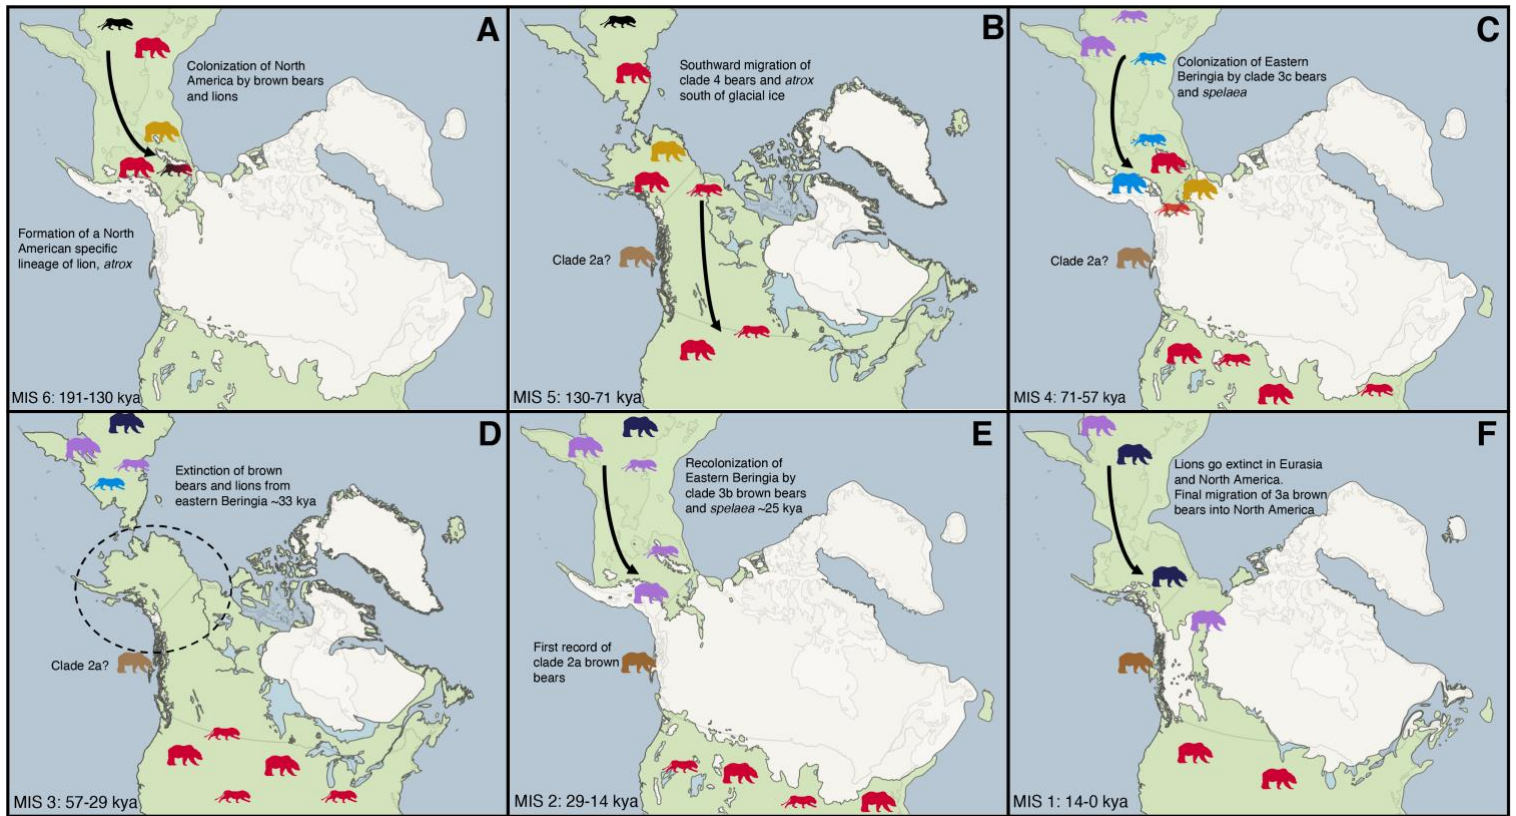 A
Colonization of North
America by brown bears
and lions
Formation of a North
American specific
lineage of lion, atrox
MIS 6: 191-130 kya
B
Southward migration of
clade 4 bears and atrox
south of glacial ice
Clade 2a?
MIS 5: 130-71 kya
C
Colonization of Eastern
Beringia by clade 3c bears
and spelaea
Clade 2a?
MIS 4: 71-57 kya
D
Extinction of brown
bears and lions from
eastern Beringia ~33 kya
Clade 2a?
MIS 3: 57-29 kya
E
Recolonization of
Eastern Beringia by
clade 3b brown bears
and spelaea ~25 kya
First record of
clade 2a brown
bears
MIS 2: 29-14 kya
F
Lions go extinct in Eurasia
and North America.
Final migration of 3a brown
bears into North America
MIS 1: 14-0 kya